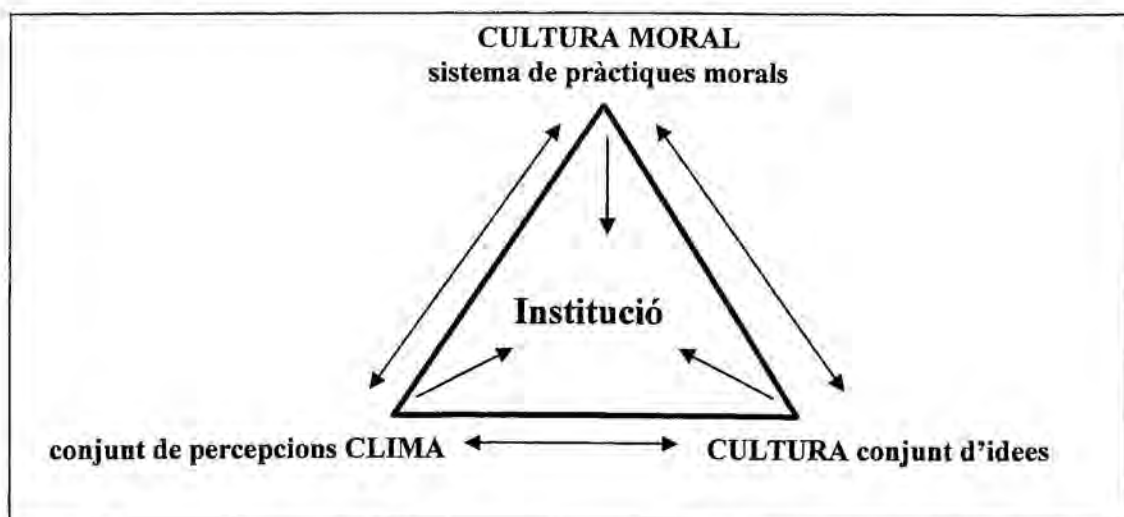 CULTURA MORAL
sistema de pràctiques morals
Institució
conjunt de percepcions CLIMA
CULTURA conjunt d'idees